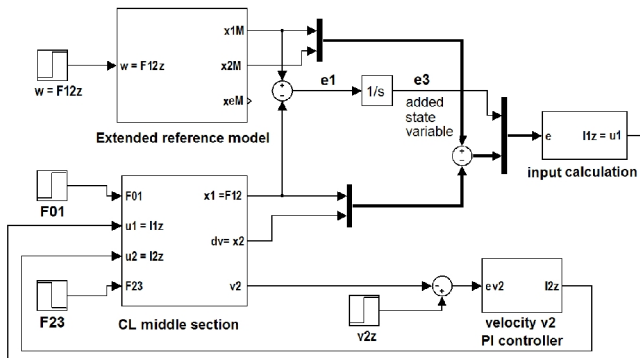 x1M
w = F12z
x2M
w = F12z
xeM
Extended reference model
e1
1/s
e3
added
state
variable
e
I1z = u1
input calculation
F01
F01
x1 =F12
u1 = I1z
dv= x2
u2 = I2z
F23
v2
F23
CL middle section
v2z
ev2
I2z
velocity v2
PI controller